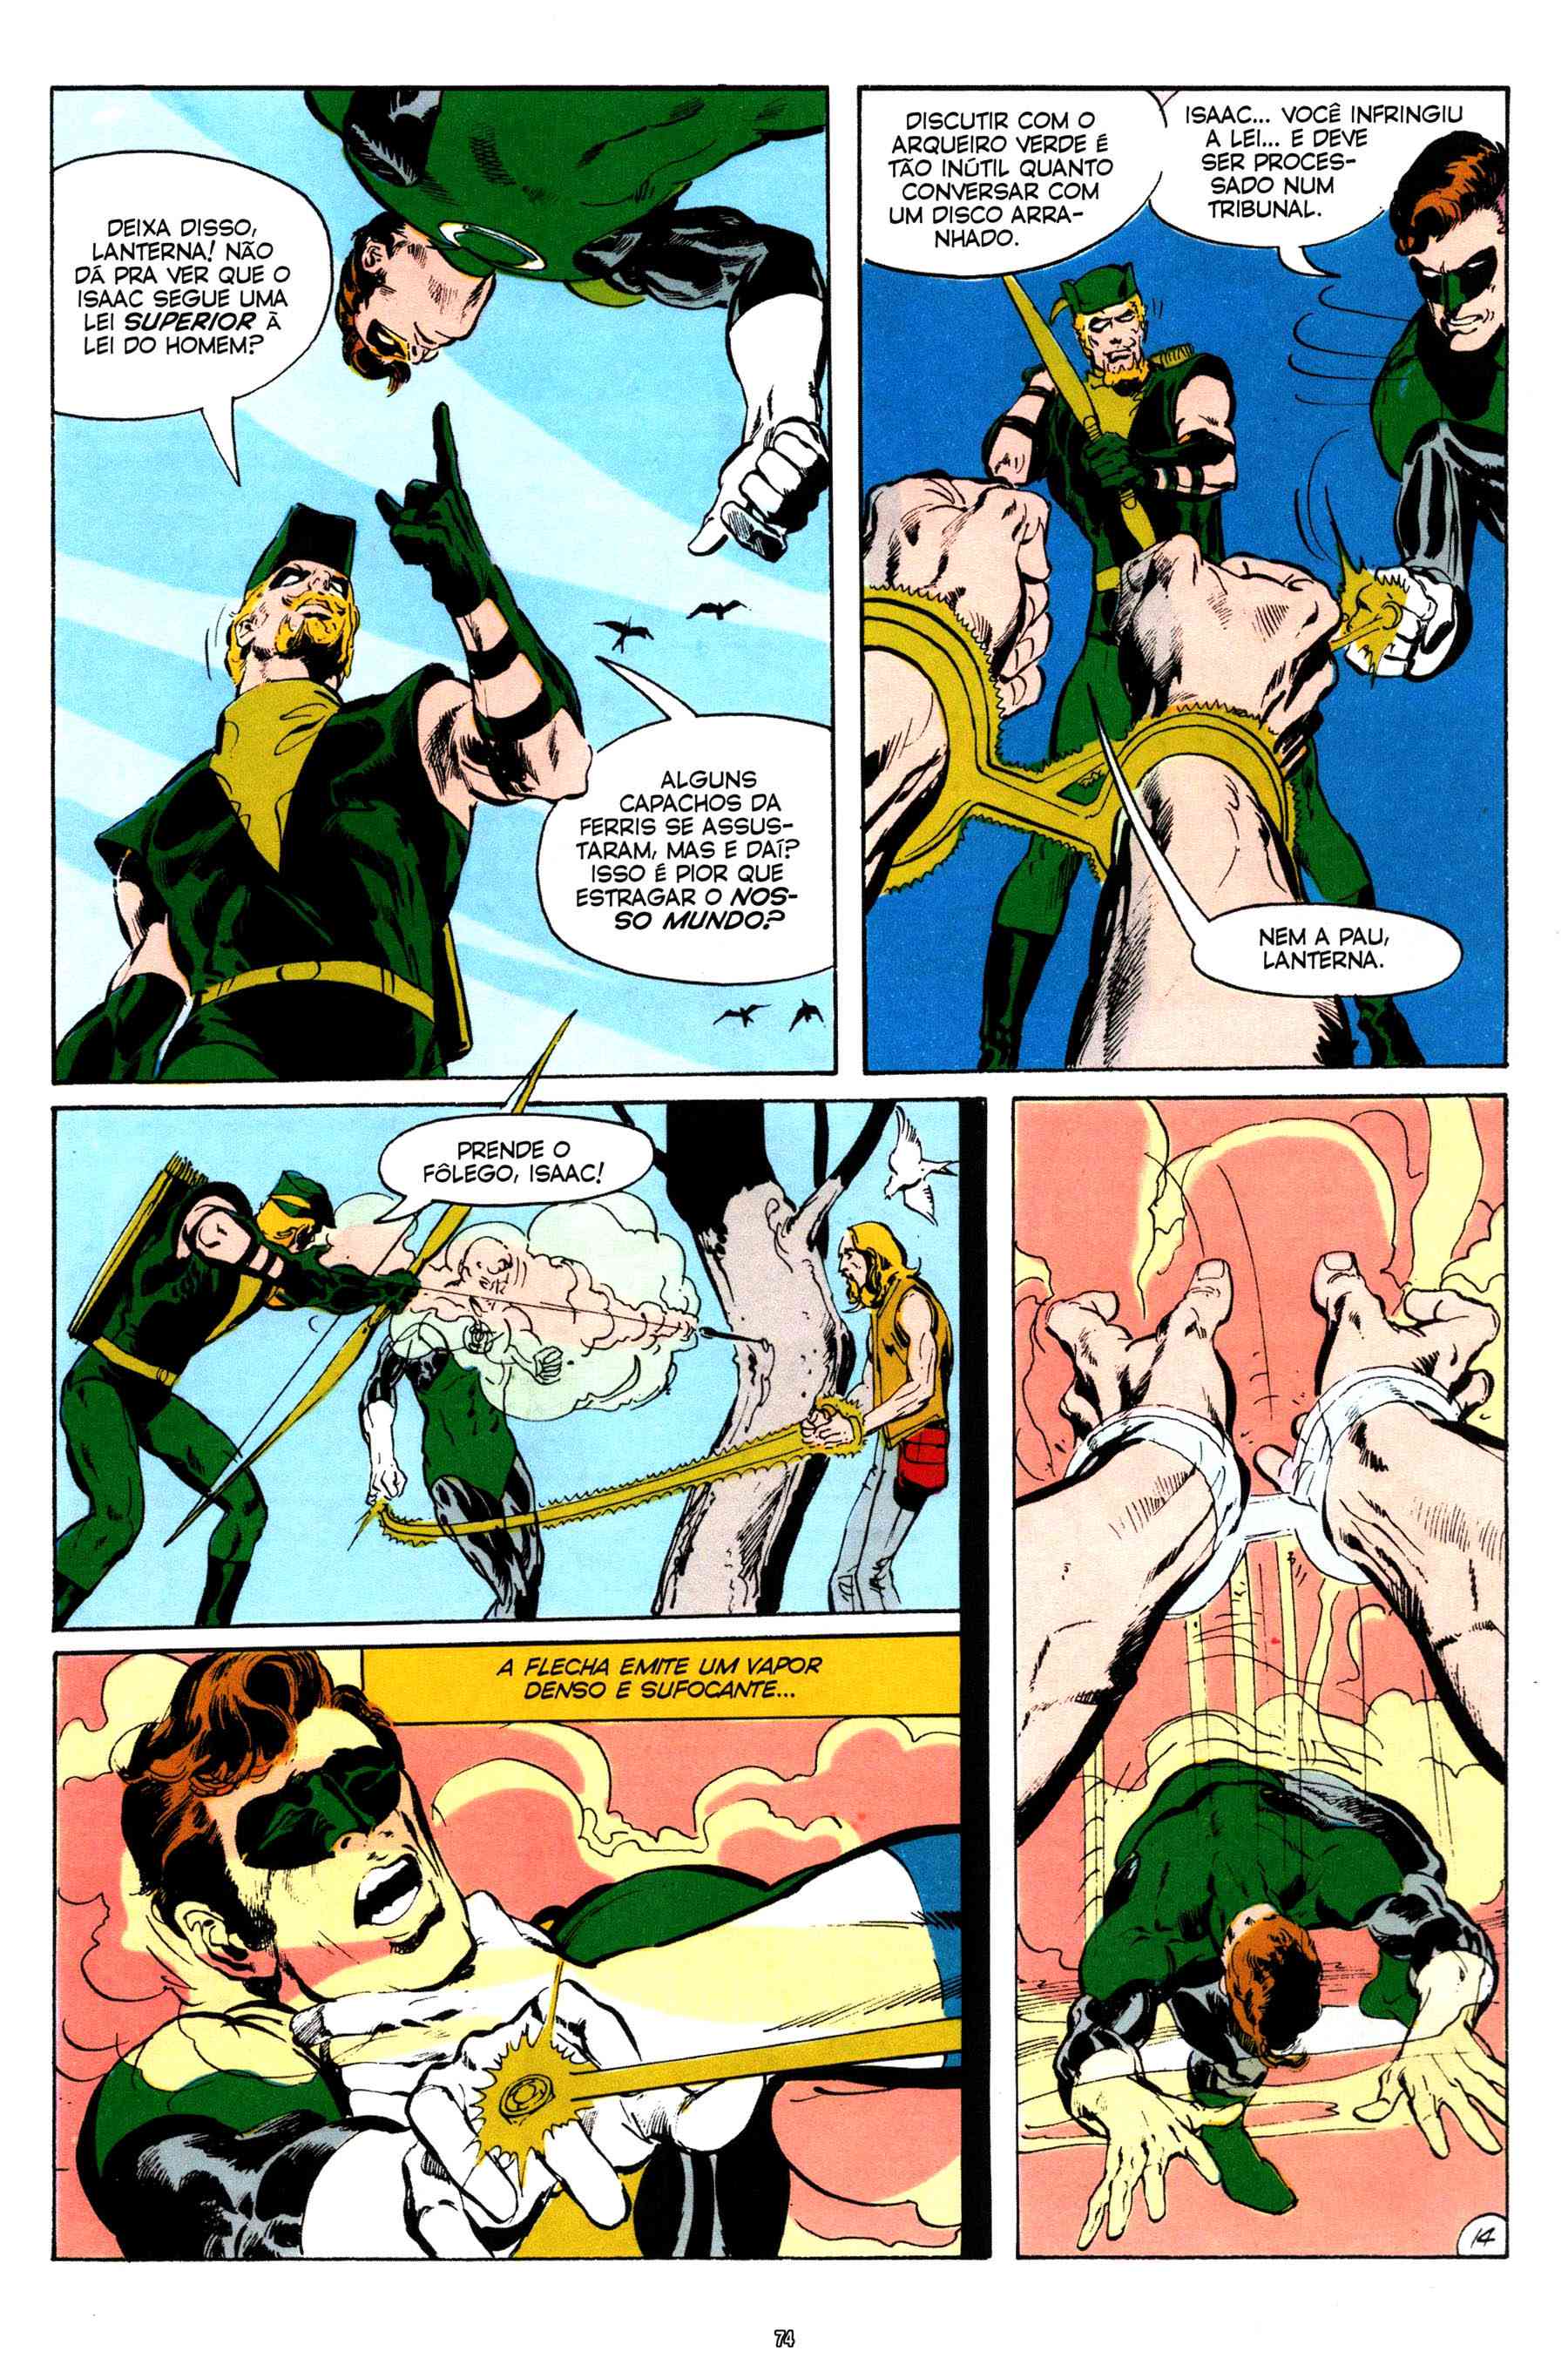 DEIXA DISSO,
LANTERNA! NÃO
DÁ PRA VER QUE O
ISAAC SEGUE UMA
LEI SUPERIOR À
LEI DO HOMEM?
ALGUNS
CAPACHOS DA
FERRIS SE ASSUS-
TARAM, MAS E DAÍ?
ISSO É PIOR QUE
ESTRAGAR O NOS-
SO MUNDO?
DISCUTIR COM O
ARQUEIRO VERDE É
TÃO INÚTIL QUANTO
CONVERSAR COM
UM DISCO ARRA-
NHADO.
ISAAC... VOCÊ INFRINGIU
A LEI... E DEVE
SER PROCES-
SADO NUM
TRIBUNAL.
NEM A PAU,
LANTERNA.
PRENDE O
FÔLEGO, ISAAC!
A FLECHA EMITE UM VAPOR
DENSO E SUFOCANTE...
14
74